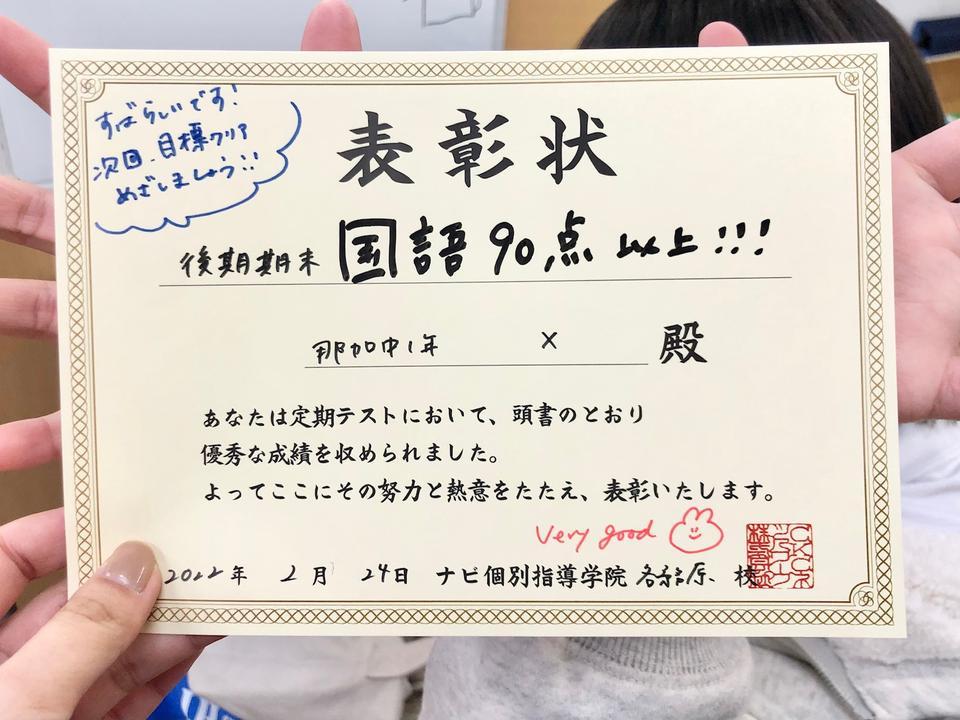 すばらしいです!
次回、目標クリア
めざしましょう!!
表彰状
後期期末 国語90点以上!!!
那加中1年 × 殿
あなたは定期テストにおいて、頭書のとおり
優秀な成績を収められました。
よってここにその努力と熱意をたたえ、表彰いたします。
Very good
2022年 2月 24日 ナビ個別指導学院 各務原 校